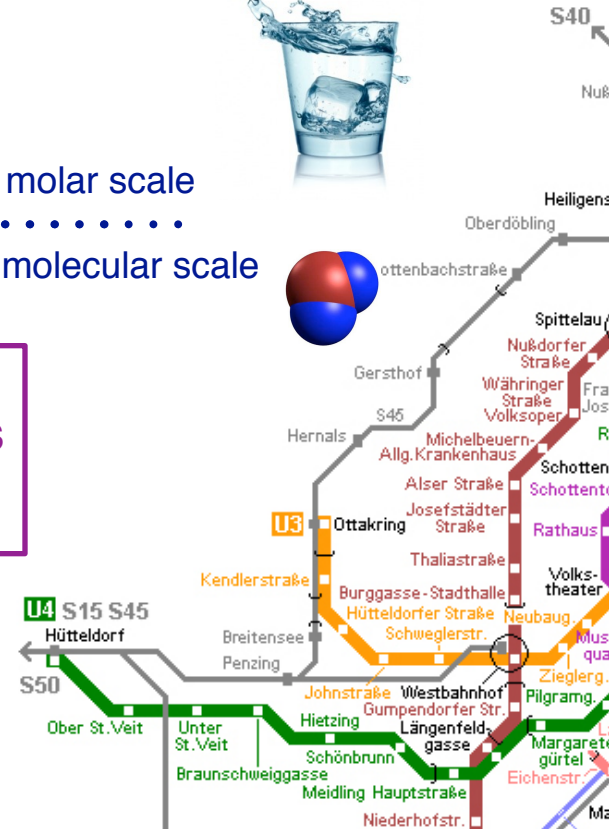 S40
Nuß
molar scale
molecular scale
Heiligens
Oberdöbling
ottenbachstraße
Spittelau
Nußdorfer
Straße
Gersthof
Währinger
Straße
Volksoper
Fra
Jos
S45
Hernals
Michelbeuern-
Allg.Krankenhaus
R
S
Schotten
Alser Straße
Schottento
Josefstädter
Straße
U3
Ottakring
Rathaus
Thaliastraße
Kendlerstraße
Volks-
theater
Burggasse-Stadthalle
Hütteldorfer Straße
Neubaug.
Schweglerstr.
U4 S15 S45
Hütteldorf
Breitensee
Mus
qua
Penzing
Zieglerg.
S50
Johnstraße
Westbahnhof
Pilgramg.
Gumpendorfer Str.
Ober St.Veit
Unter
St.Veit
Hietzing
Längenfeld-
gasse
Schönbrunn
Margarete
gürtel
Braunschweiggasse
Eichenstr.
Meidling Hauptstraße
Niederhofstr.
Ma